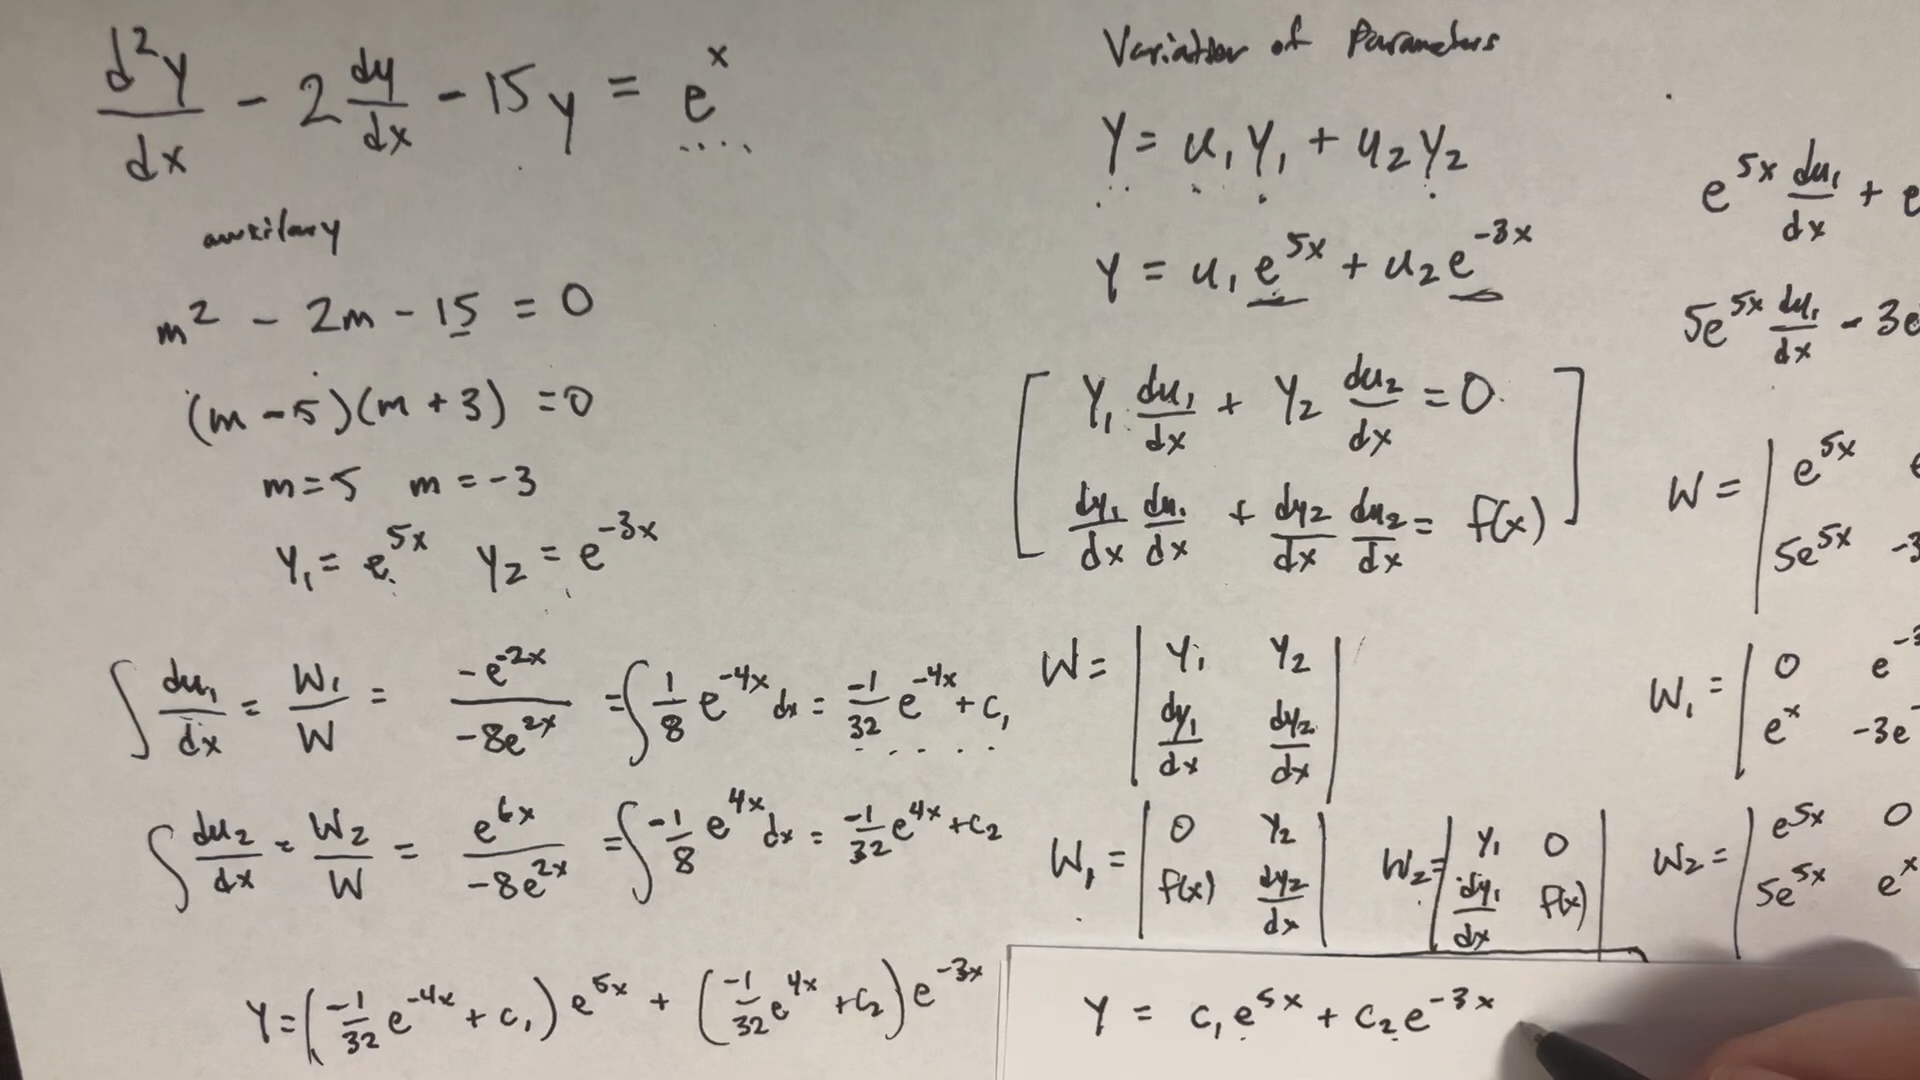 d²y/dx - 2 dy/dx - 15y = e^x
auxilary
m² - 2m - 15 = 0
(m - 5)(m + 3) = 0
m = 5 m = -3
y₁ = e^5x y₂ = e^-3x
∫ du₁/dx = W₁/W = -e^-2x / -8e^2x = ∫ 1/8 e^-4x dx = -1/32 e^-4x + c₁
∫ du₂/dx = W₂/W = e^6x / -8e^2x = ∫ -1/8 e^4x dx = -1/32 e^4x + c₂
Y = (-1/32 e^-4x + c₁) e^5x + (-1/32 e^4x + c₂) e^-3x
Variation of Parameters
Y = u₁y₁ + u₂y₂
Y = u₁e^5x + u₂e^-3x
[ y₁ du₁/dx + y₂ du₂/dx = 0
dy₁/dx du₁/dx + dy₂/dx du₂/dx = f(x) ]
W = | y₁ y₂ |
| dy₁/dx dy₂/dx |
W₁ = | 0 y₂ |
| f(x) dy₂/dx |
W₂ = | y₁ 0 |
| dy₁/dx f(x) |
Y = c₁e^5x + c₂e^-3x
e^5x du₁/dx + e
5e^5x du₁/dx - 3e
W = | e^5x
| 5e^5x -3
W₁ = | 0 e^-3
| e^x -3e^-
W₂ = | e^5x 0
| 5e^5x e^x